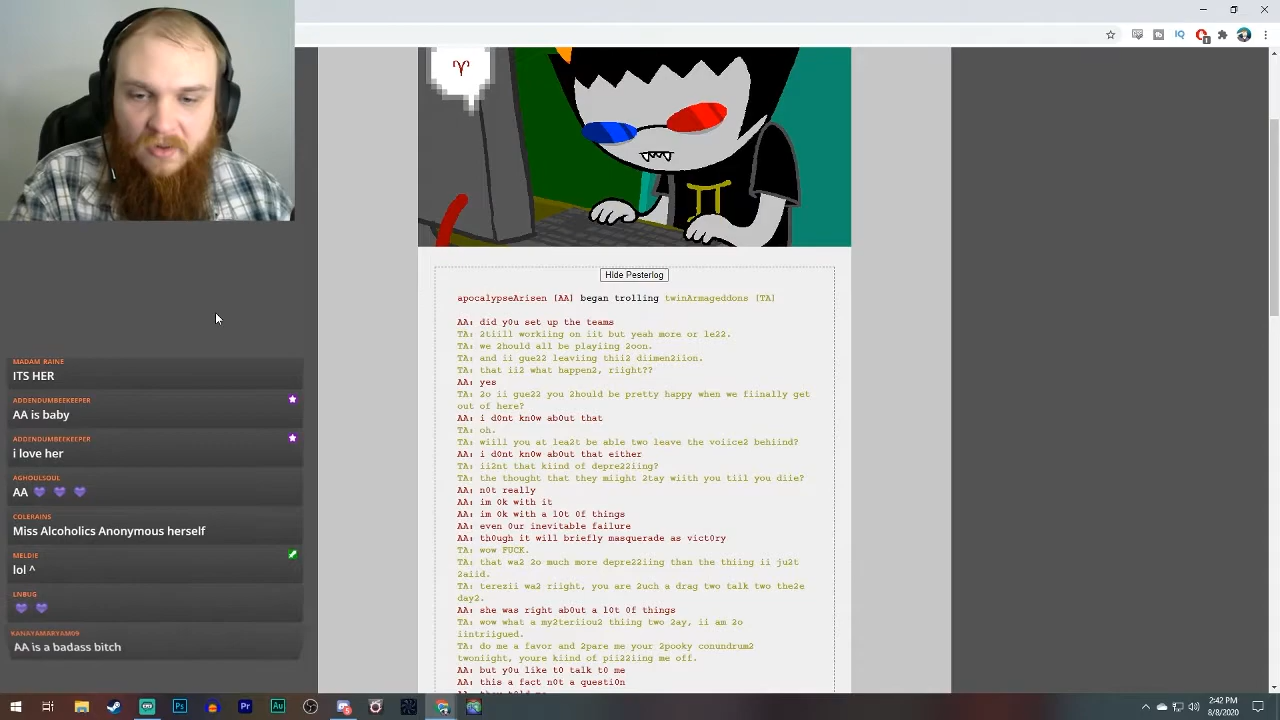 ♈
Hide Pesterlog
apocalypseArisen [AA] began trolling twinArmageddons [TA]
AA: did y0u set up the teams
TA: 2tiill workiing on iit but yeah more or le22.
TA: we 2hould all be playiing 2oon.
TA: and ii gue22 leaviing thii2 diimen2iion.
TA: that ii2 what happen2, riight??
AA: yes
TA: 2o ii gue22 you 2hould be pretty happy when we fiinally get
out of here?
AA: i d0nt kn0w ab0ut that
TA: oh.
TA: wiill you at lea2t be able two leave the voiice2 behiind?
AA: i d0nt kn0w ab0ut that either
TA: ii2nt that kiind of depre22iing?
TA: the thought that they miight 2tay wiith you tiil you diie?
AA: n0t really
AA: im 0k with it
AA: im 0k with a l0t 0f things
AA: even 0ur inevitable failure
AA: th0ugh it will briefly masquerade as vict0ry
TA: wow FUCK.
TA: that wa2 2o much more depre22iing than the thiing ii ju2t
2aiid.
TA: terezii wa2 riight, you are 2uch a drag two talk two the2e
day2.
AA: she was right ab0ut a l0t 0f things
TA: wow what a my2teriiou2 thiing two 2ay, ii am 2o
iintriigued.
TA: do me a favor and 2pare me your 2pooky conundrum2
twoniight, youre kiind of pii22iing me off.
AA: but y0u like t0 talk t0 me
AA: this a fact n0t a questi0n
MADAM RAINE
ITS HER
ADDENDUMBEEKEEPER
AA is baby
ADDENDUMBEEKEEPER
i love her
AGHOULSOUL
AA 💜 💜 💜
COLERAINS
Miss Alcoholics Anonymous herself
MELDIE
lol ^
LNBUG
💜 💜
KANAYAMARYAM09
AA is a badass bitch
IQ
1
2:42 PM
8/8/2020